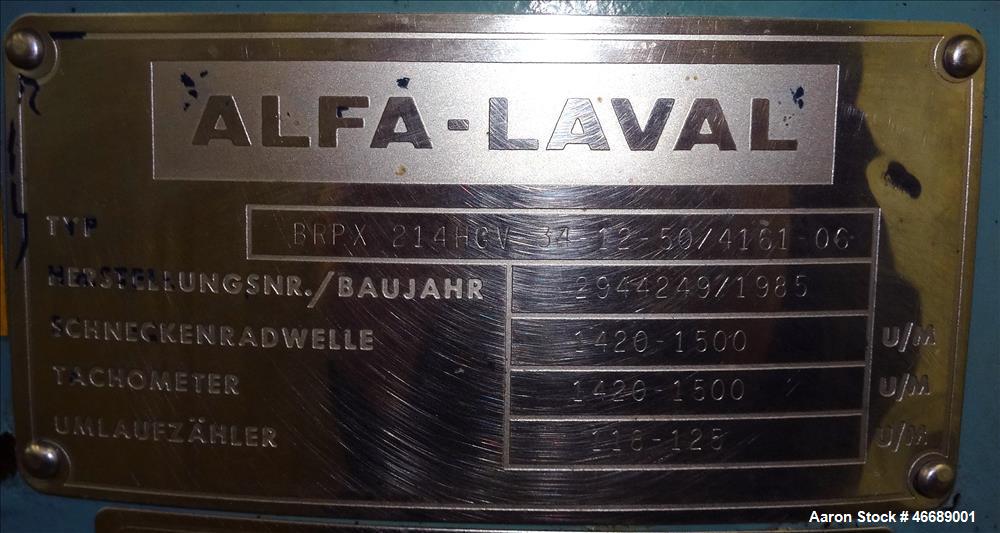 ALFA-LAVAL
TYP BRPX 214HGV 34-12-50/4161-06
HERSTELLUNGSNR./BAUJAHR 2944249/1985
SCHNECKENRADWELLE 1420-1500 U/M
TACHOMETER 1420-1500 U/M
UMLAUFZÄHLER 118-125 U/M
Aaron Stock # 46689001